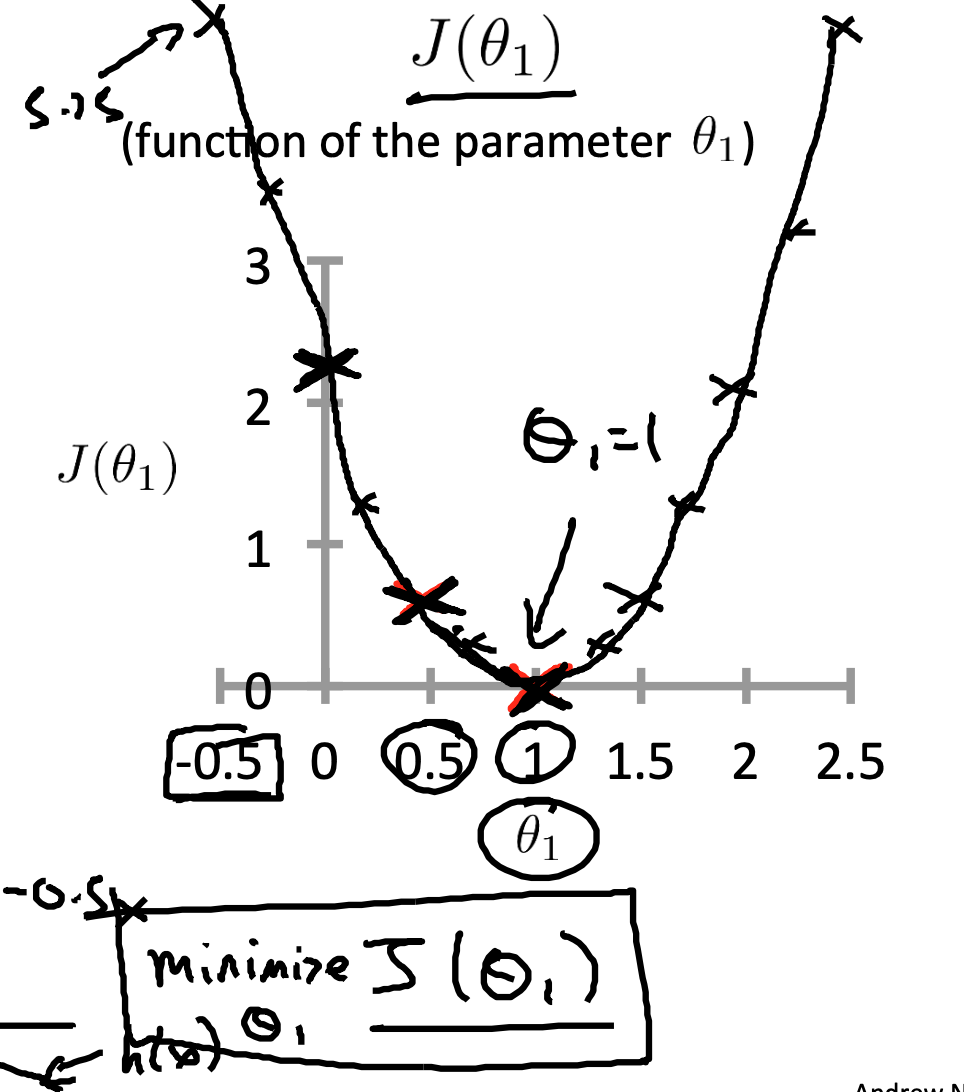 J(θ₁)
5.25
(function of the parameter θ₁)
3
2
θ₁=1
J(θ₁)
1
0
-0.5 0 0.5 1 1.5 2 2.5
θ₁
-0.5
minimize J(θ₁)
θ₁
h(x)
Andrew N